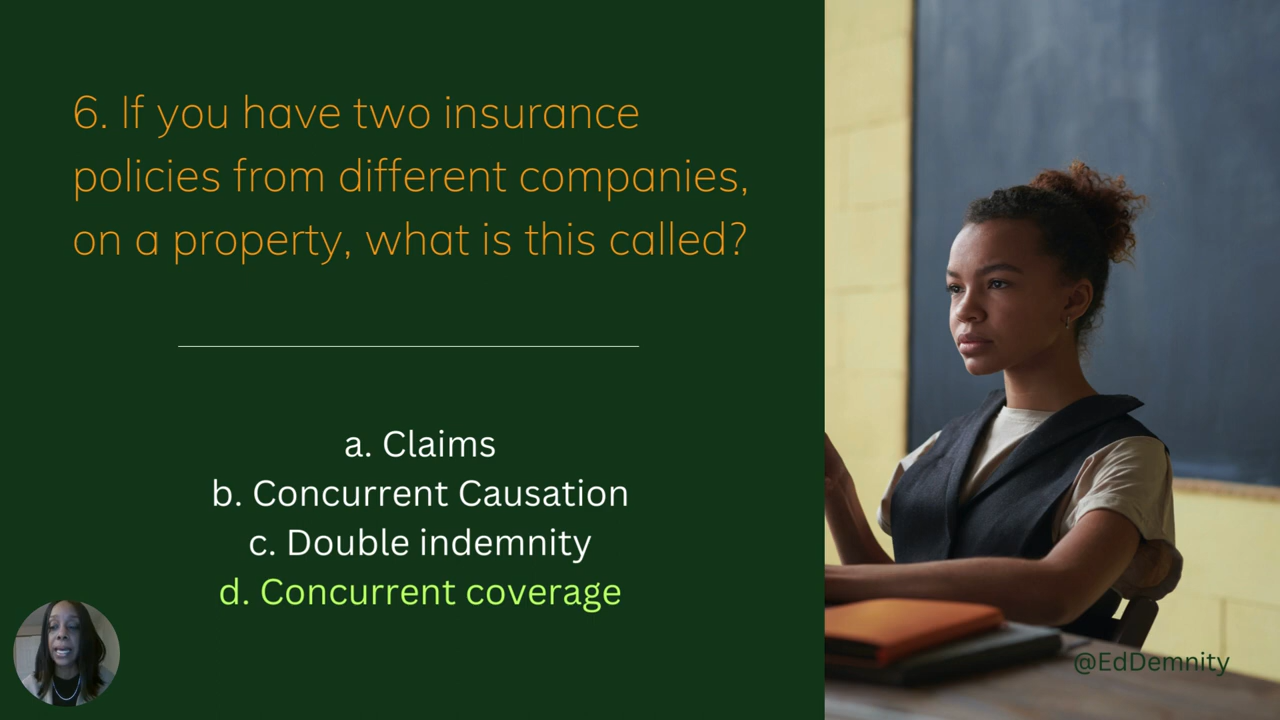 6. If you have two insurance
policies from different companies,
on a property, what is this called?
a. Claims
b. Concurrent Causation
c. Double indemnity
d. Concurrent coverage
@EdDemnity